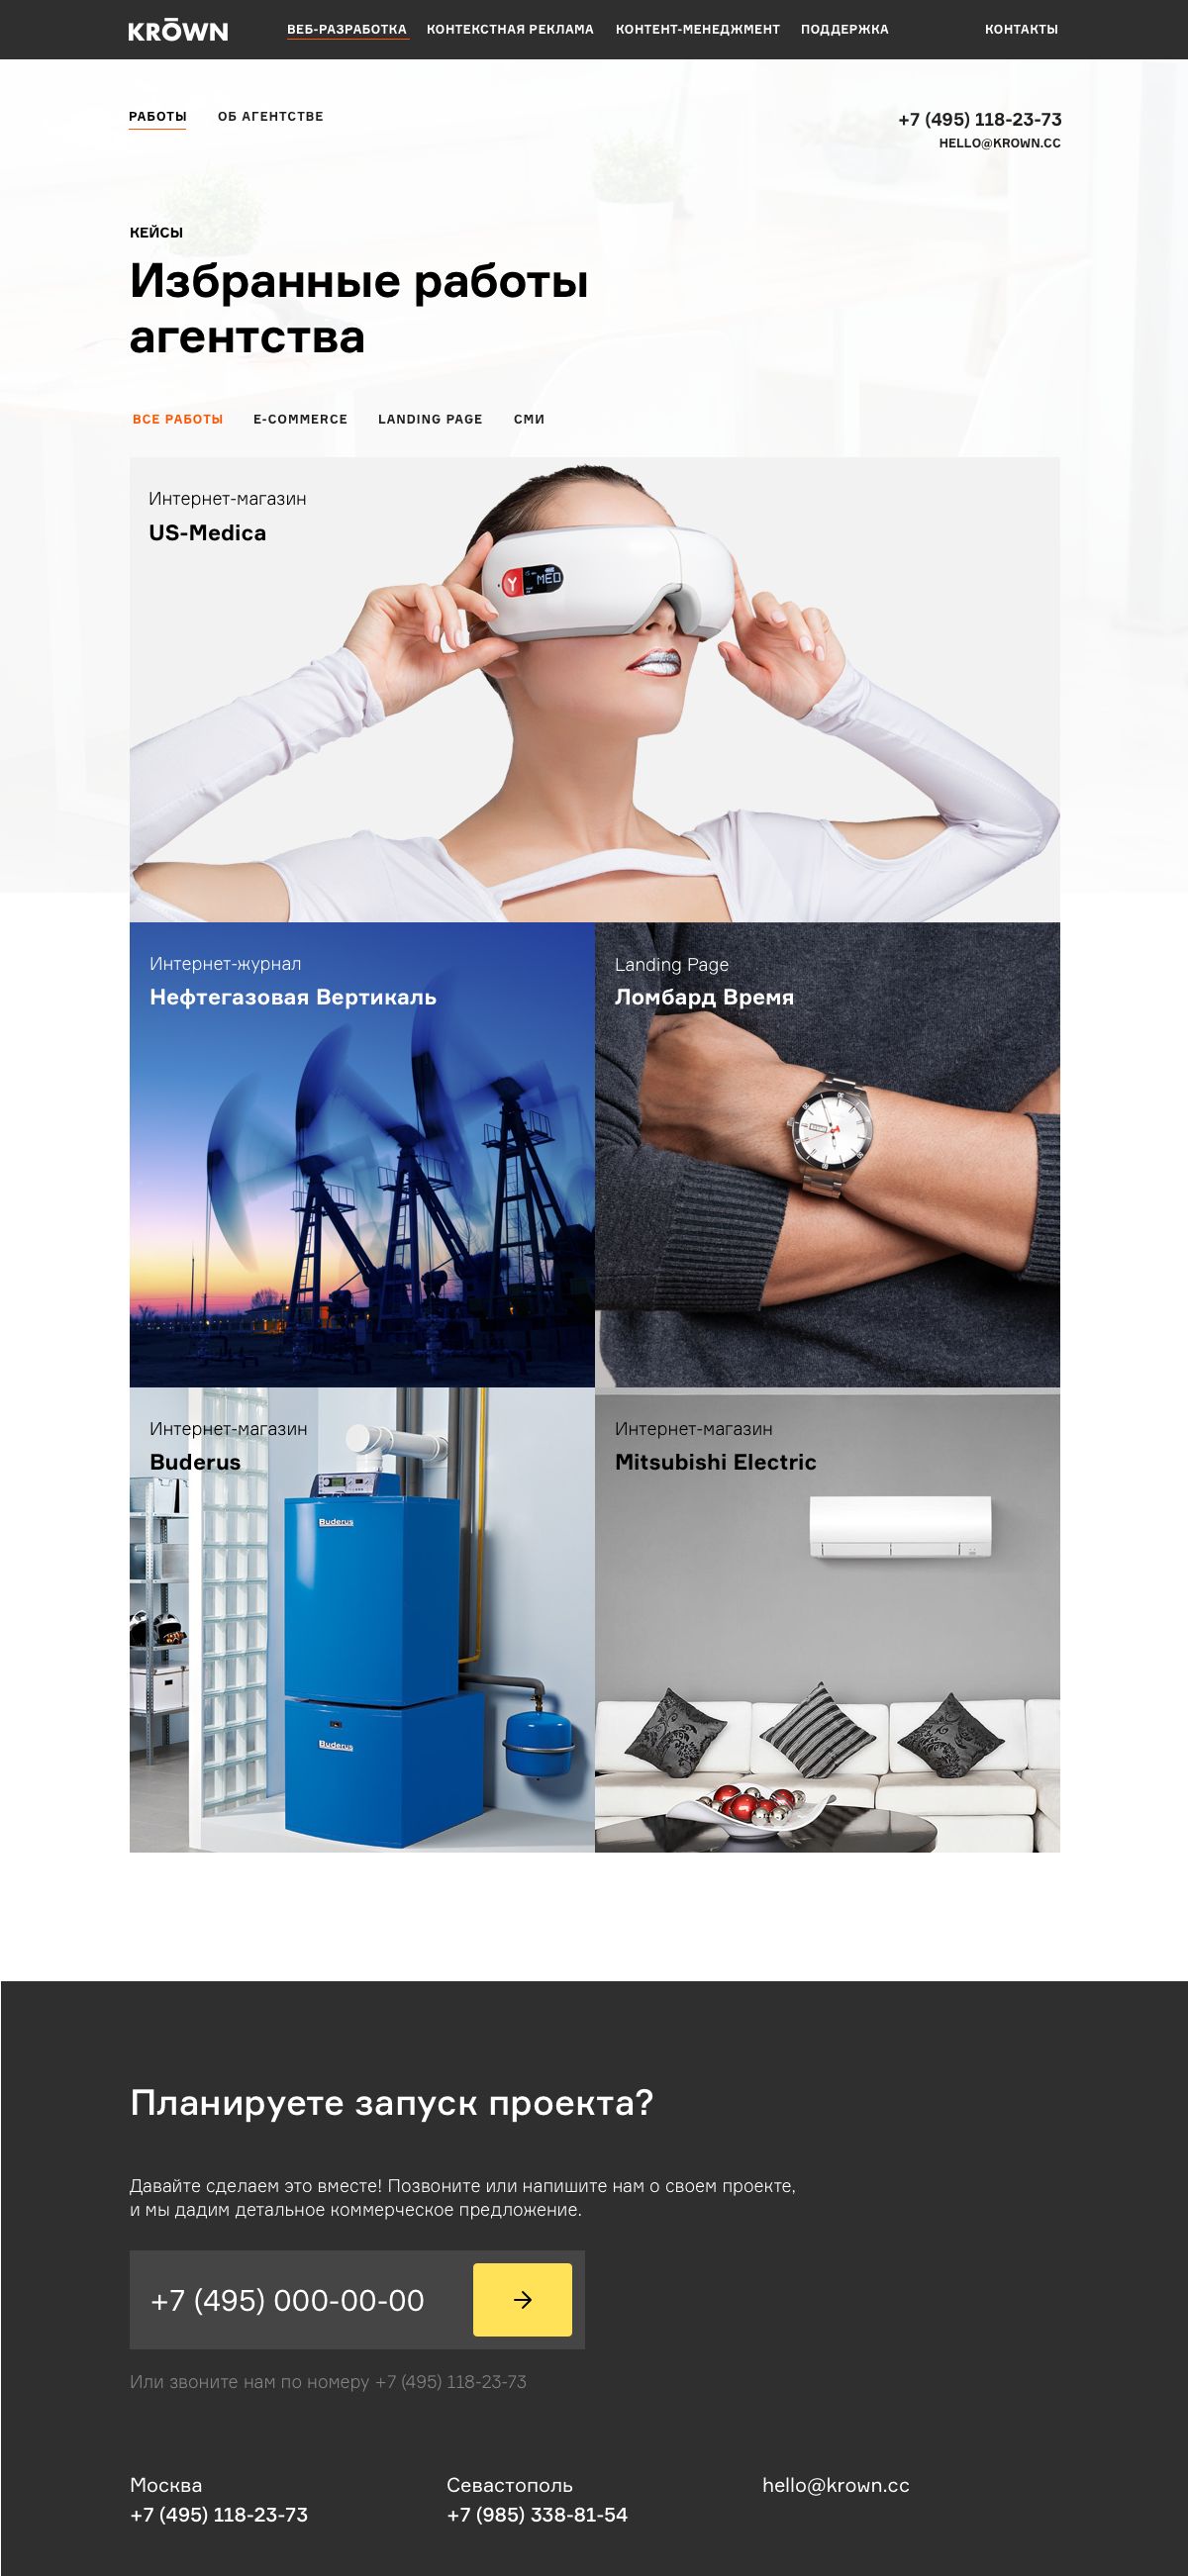 KRŌWN
ВЕБ-РАЗРАБОТКА КОНТЕКСТНАЯ РЕКЛАМА КОНТЕНТ-МЕНЕДЖМЕНТ ПОДДЕРЖКА КОНТАКТЫ
РАБОТЫ ОБ АГЕНТСТВЕ
+7 (495) 118-23-73
HELLO@KROWN.CC
КЕЙСЫ
Избранные работы
агентства
ВСЕ РАБОТЫ E-COMMERCE LANDING PAGE СМИ
Интернет-магазин
US-Medica
MED
Интернет-журнал
Нефтегазовая Вертикаль
Landing Page
Ломбард Время
Интернет-магазин
Buderus
Buderus
Buderus
Интернет-магазин
Mitsubishi Electric
Планируете запуск проекта?
Давайте сделаем это вместе! Позвоните или напишите нам о своем проекте,
и мы дадим детальное коммерческое предложение.
+7 (495) 000-00-00
Или звоните нам по номеру +7 (495) 118-23-73
Москва
+7 (495) 118-23-73
Севастополь
+7 (985) 338-81-54
hello@krown.cc